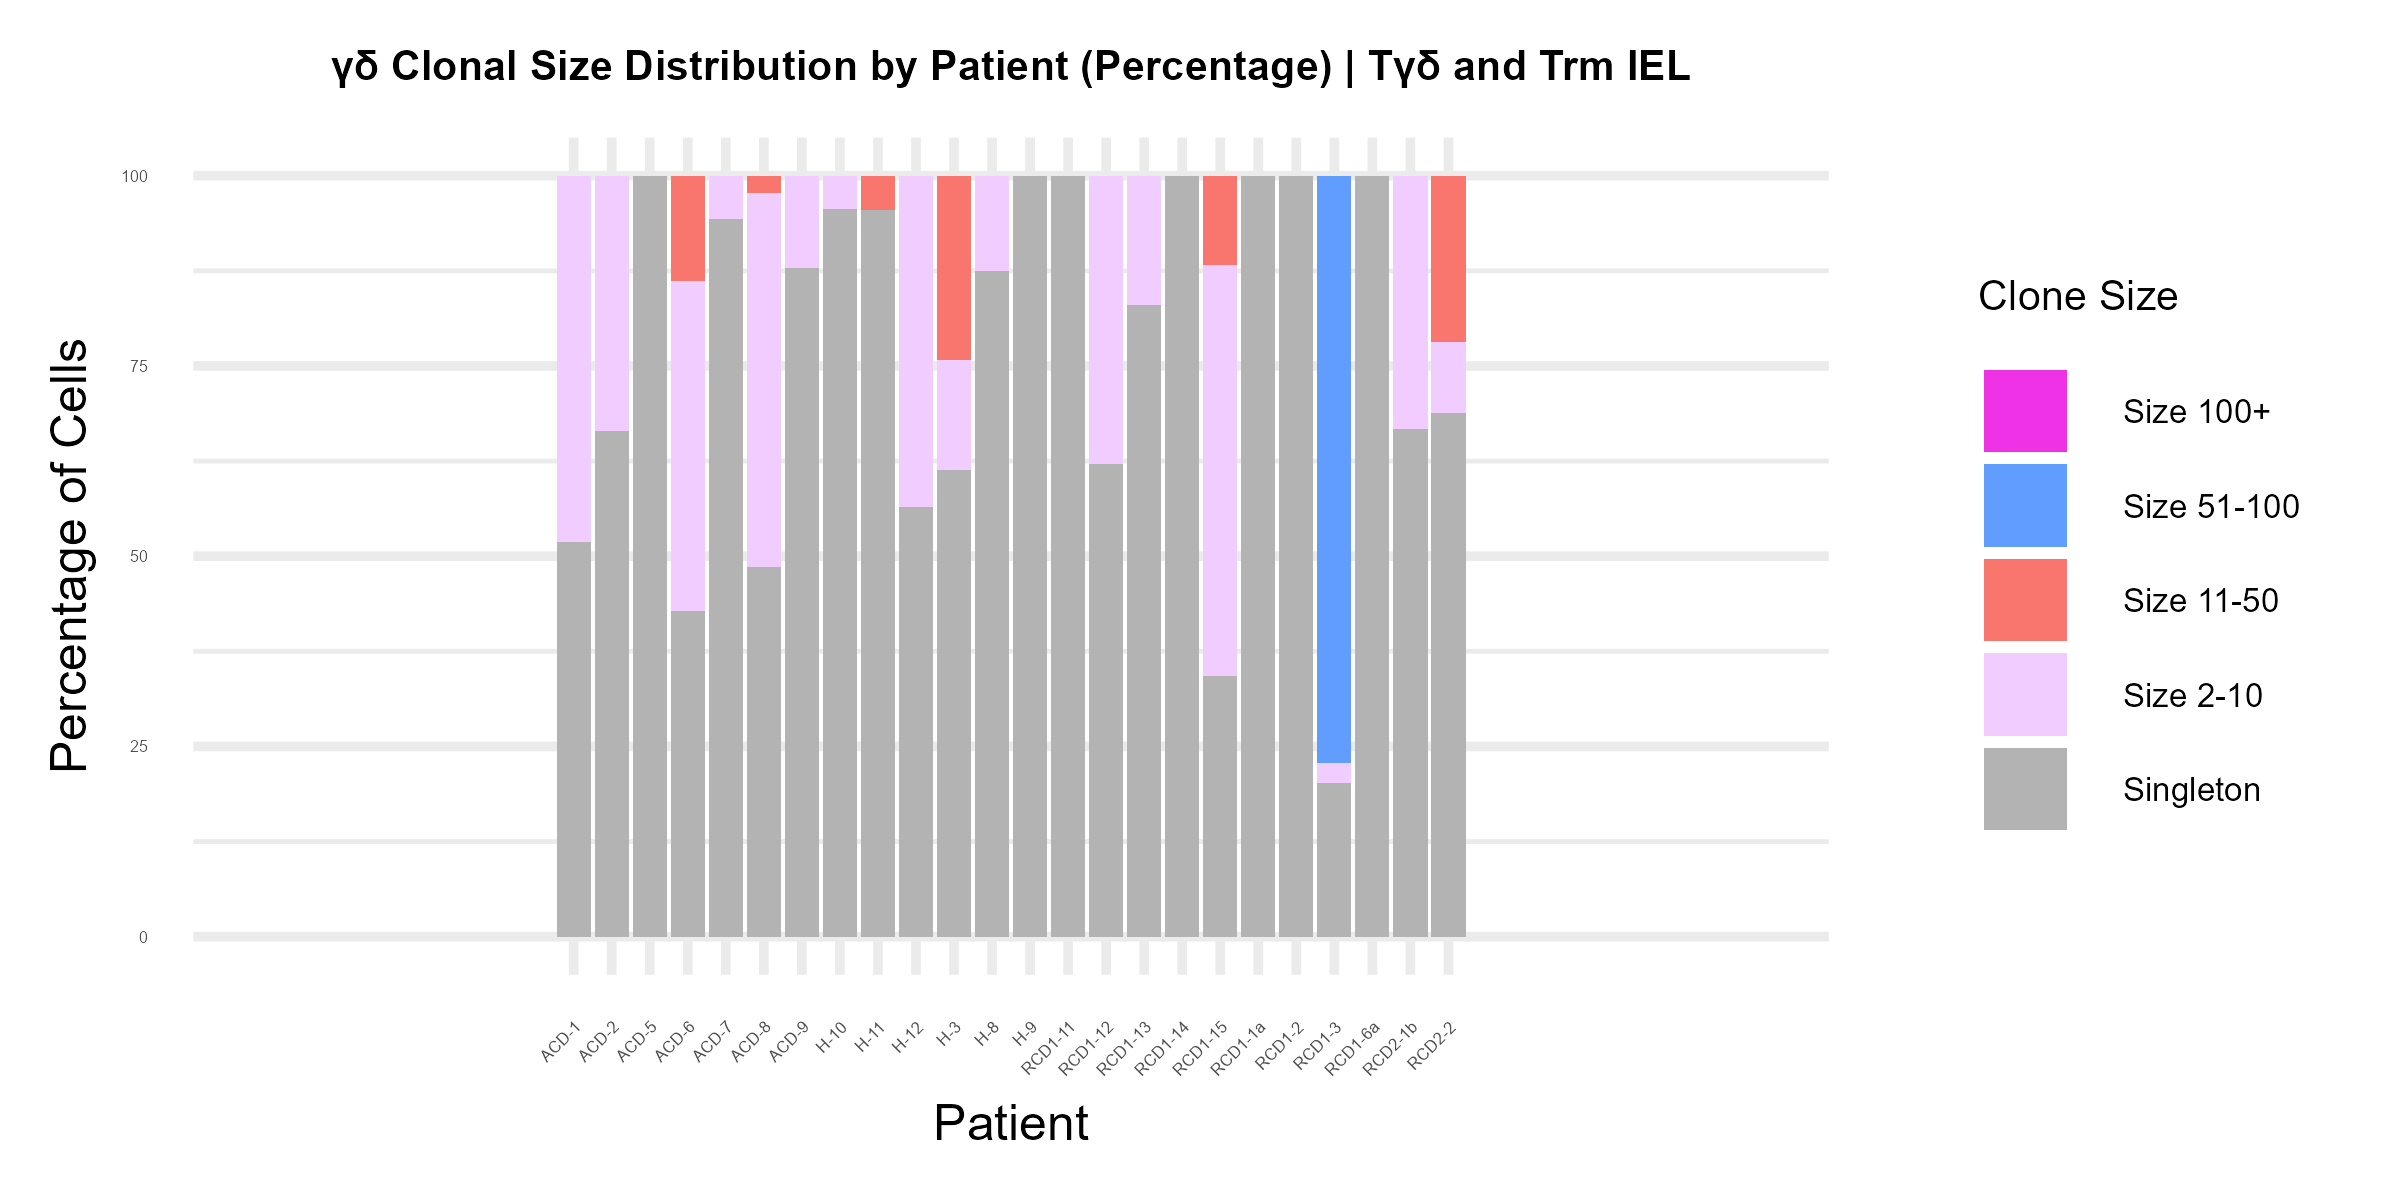 γδ Clonal Size Distribution by Patient (Percentage) | Tγδ and Trm IEL
Percentage of Cells
100
75
50
25
0
ACD-1
ACD-2
ACD-5
ACD-6
ACD-7
ACD-8
ACD-9
H-10
H-11
H-12
H-3
H-8
H-9
RCD1-11
RCD1-12
RCD1-13
RCD1-14
RCD1-15
RCD1-1a
RCD1-2
RCD1-3
RCD1-6a
RCD2-1b
RCD2-2
Patient
Clone Size
Size 100+
Size 51-100
Size 11-50
Size 2-10
Singleton